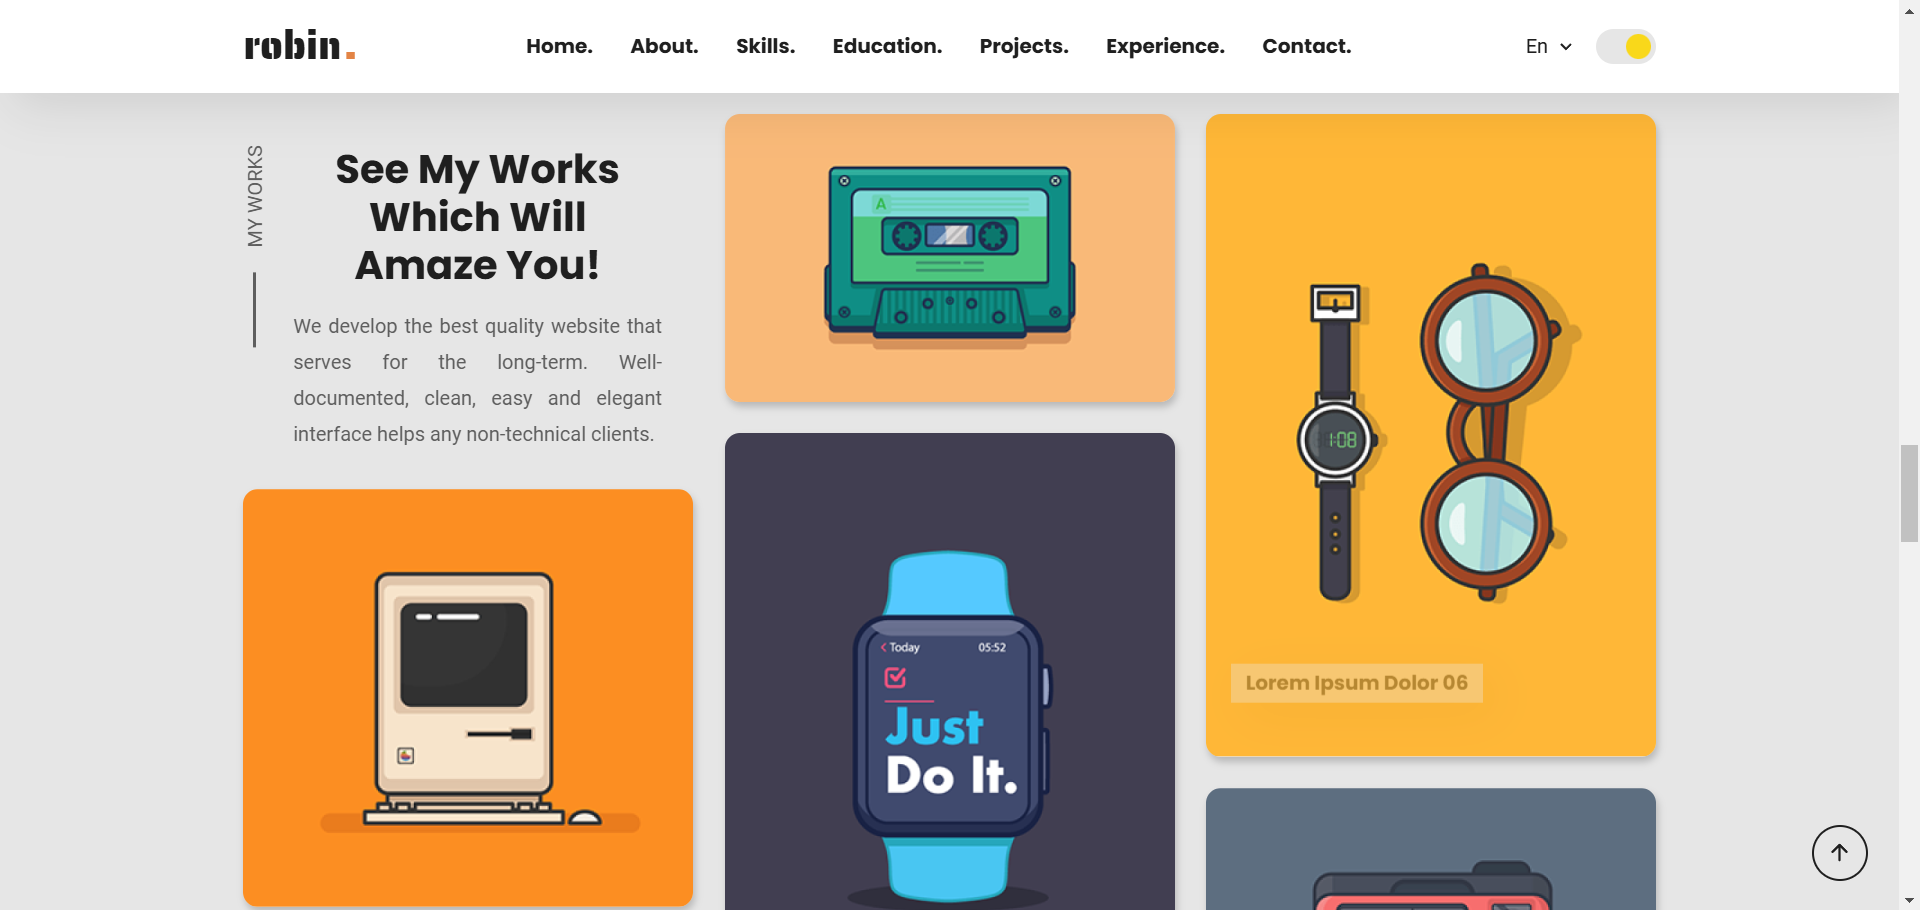 robin.
Home. About. Skills. Education. Projects. Experience. Contact.
En
MY WORKS
See My Works
Which Will
Amaze You!
We develop the best quality website that
serves for the long-term. Well-
documented, clean, easy and elegant
interface helps any non-technical clients.
A
1:08
Today 05:52
Just
Do It.
Lorem Ipsum Dolor 06